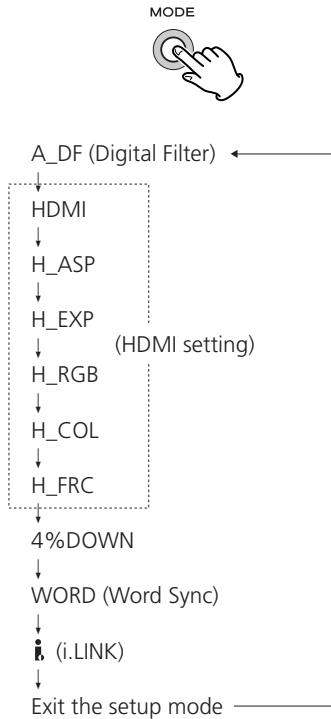 MODE
A_DF (Digital Filter)
HDMI
H_ASP
H_EXP
(HDMI setting)
H_RGB
H_COL
H_FRC
4%DOWN
WORD (Word Sync)
i (i.LINK)
Exit the setup mode